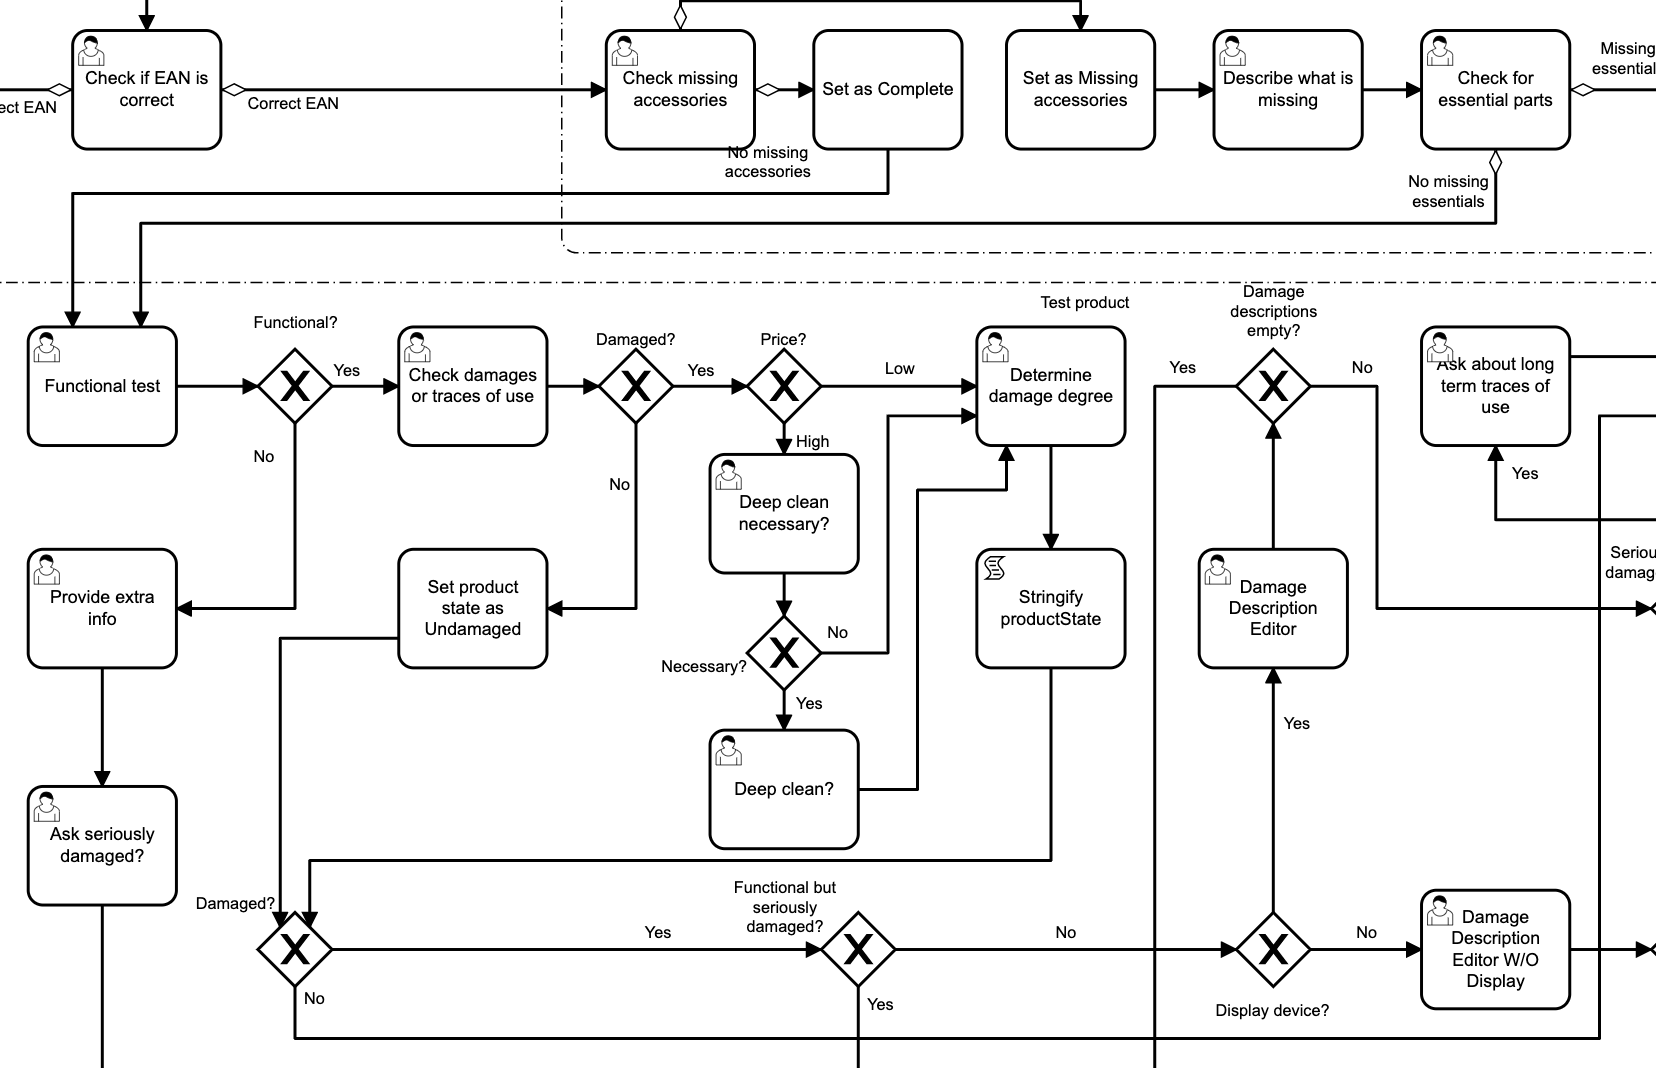 Check if EAN is
correct
ect EAN
Correct EAN
Check missing
accessories
No missing
accessories
Set as Complete
Set as Missing
accessories
Describe what is
missing
Check for
essential parts
Missing
essential
No missing
essentials
Test product
Functional test
Functional?
Yes
No
Check damages
or traces of use
Damaged?
Yes
No
Price?
Low
High
Determine
damage degree
Damage
descriptions
empty?
Yes
No
Ask about long
term traces of
use
Yes
Deep clean
necessary?
Provide extra
info
Set product
state as
Undamaged
Necessary?
No
Yes
Stringify
productState
Damage
Description
Editor
Seriou
damag
Yes
Deep clean?
Ask seriously
damaged?
Damaged?
Yes
No
Functional but
seriously
damaged?
No
Yes
Display device?
No
Damage
Description
Editor W/O
Display